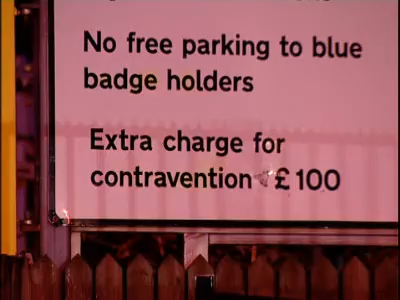 No free parking to blue
badge holders
Extra charge for
contravention £100